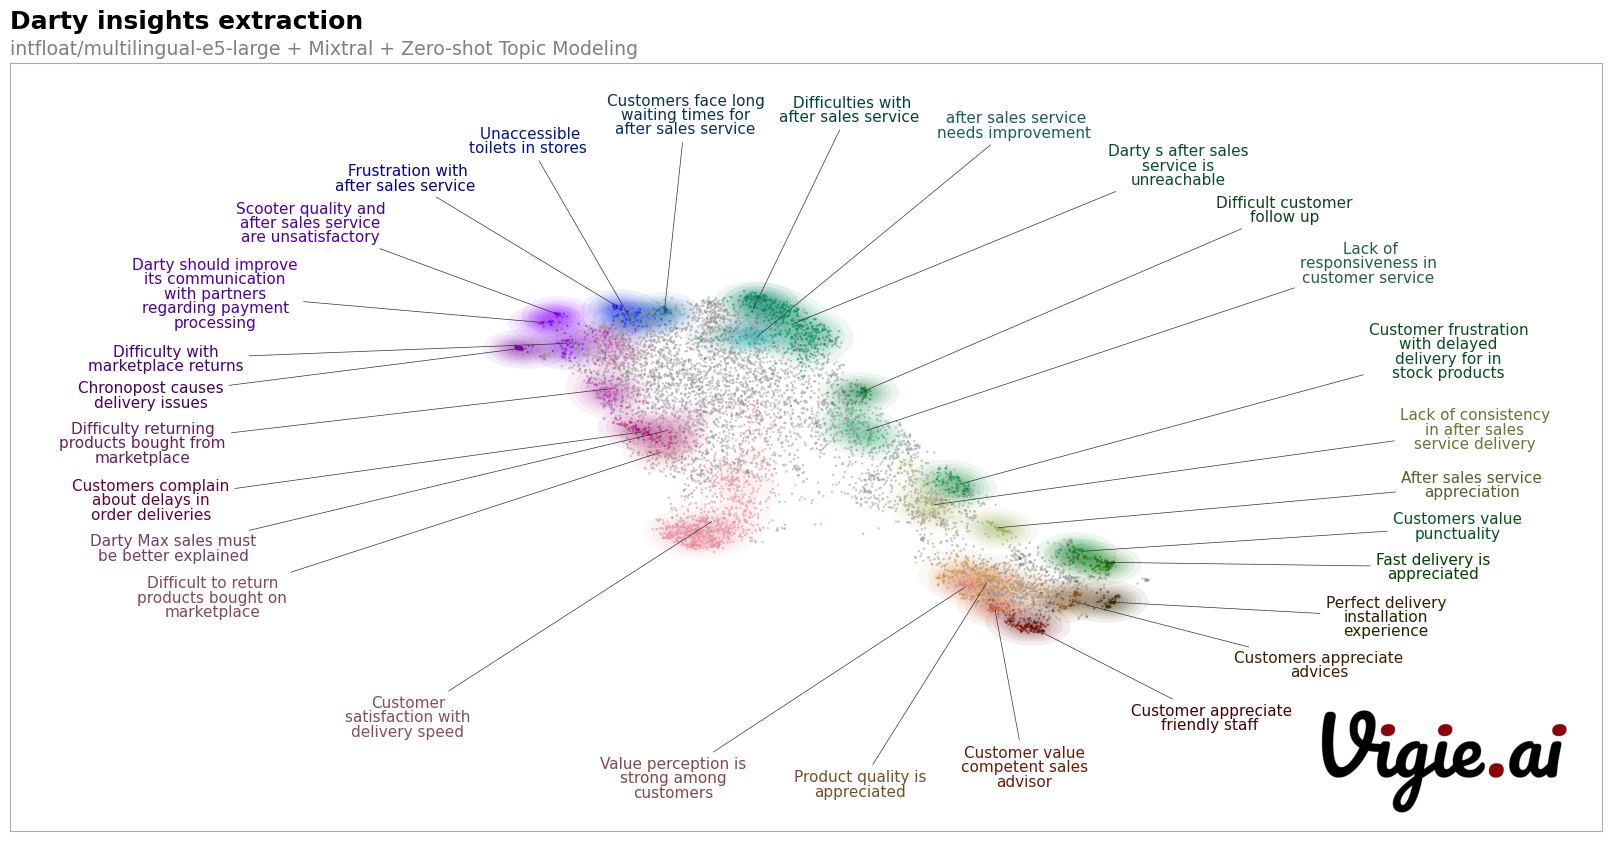 Darty insights extraction
intfloat/multilingual-e5-large + Mixtral + Zero-shot Topic Modeling
Customers face long
waiting times for
after sales service
Difficulties with
after sales service
after sales service
needs improvement
Unaccessible
toilets in stores
Darty s after sales
service is
unreachable
Frustration with
after sales service
Difficult customer
follow up
Scooter quality and
after sales service
are unsatisfactory
Lack of
responsiveness in
customer service
Darty should improve
its communication
with partners
regarding payment
processing
Customer frustration
with delayed
delivery for in
stock products
Difficulty with
marketplace returns
Chronopost causes
delivery issues
Lack of consistency
in after sales
service delivery
Difficulty returning
products bought from
marketplace
After sales service
appreciation
Customers complain
about delays in
order deliveries
Customers value
punctuality
Darty Max sales must
be better explained
Fast delivery is
appreciated
Difficult to return
products bought on
marketplace
Perfect delivery
installation
experience
Customers appreciate
advices
Customer
satisfaction with
delivery speed
Customer appreciate
friendly staff
Value perception is
strong among
customers
Product quality is
appreciated
Customer value
competent sales
advisor
Vigie.ai